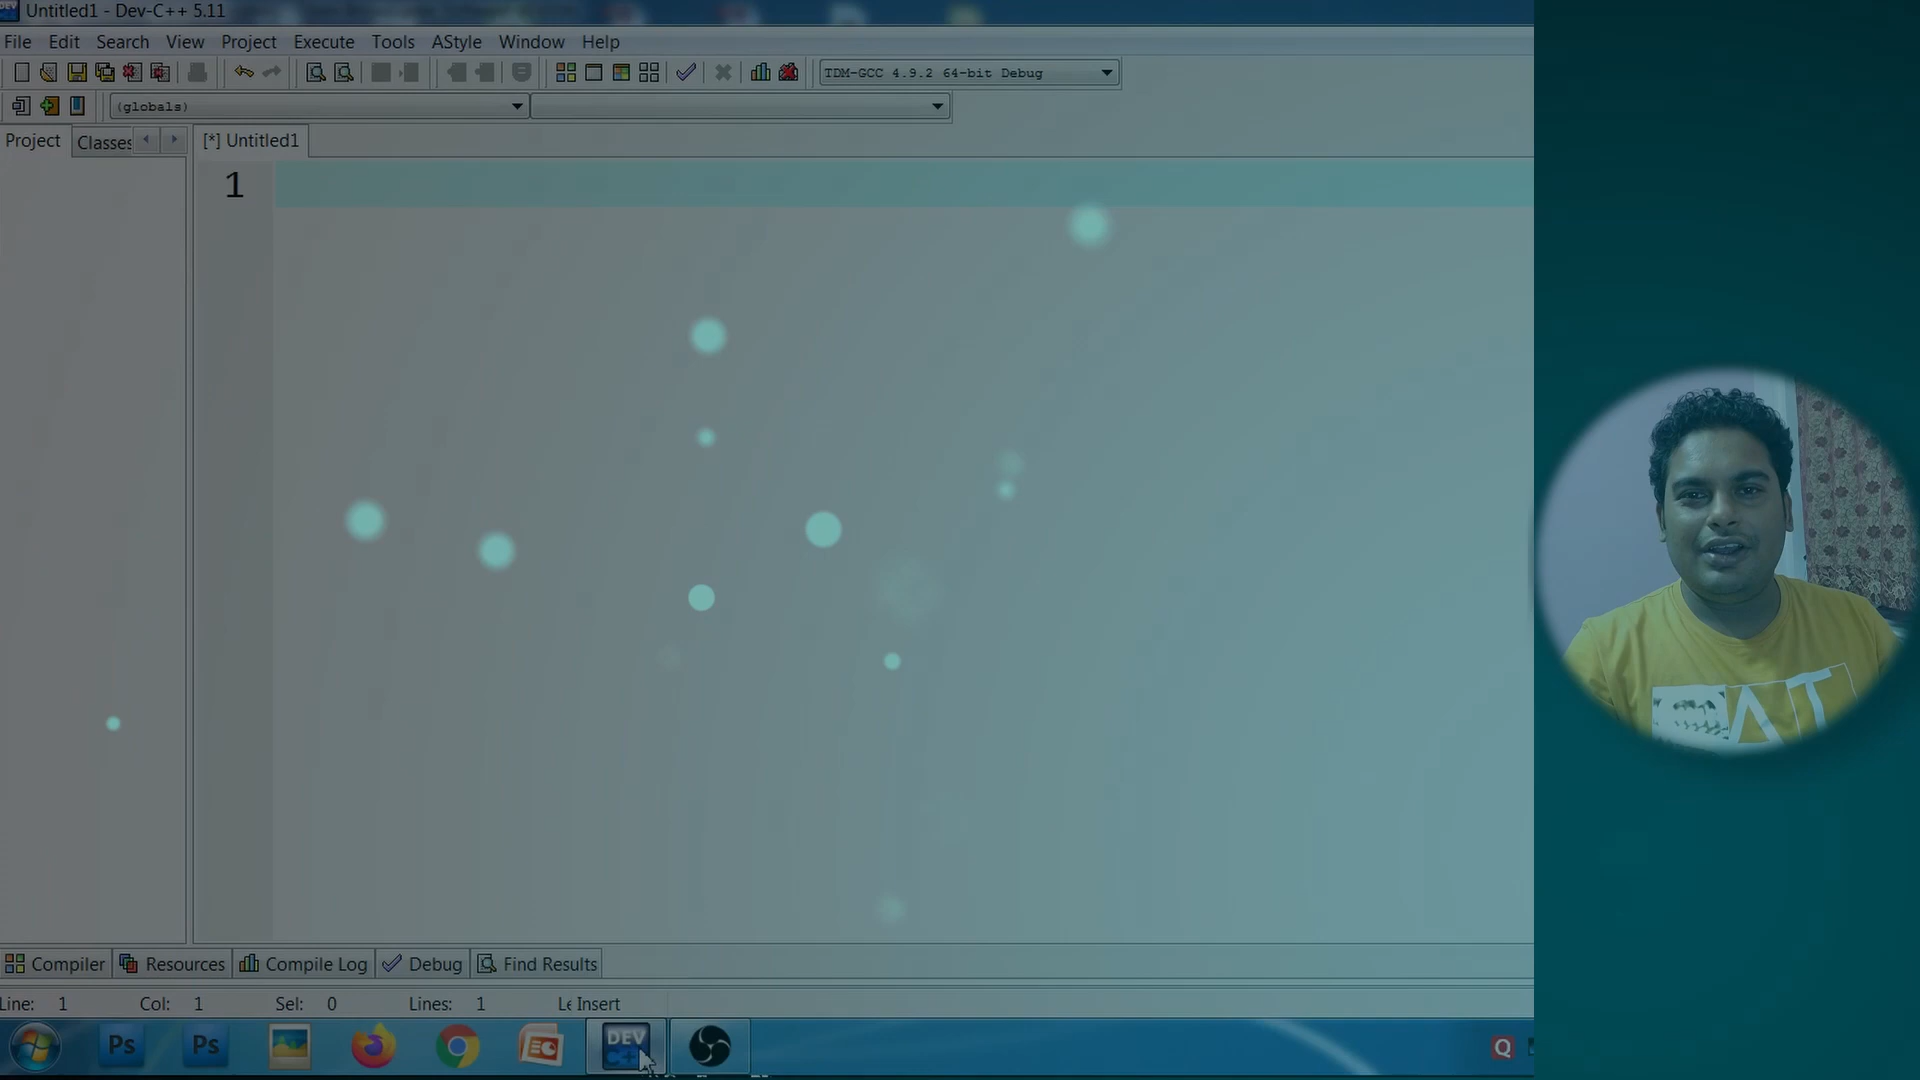 Untitled1 - Dev-C++ 5.11
File Edit Search View Project Execute Tools AStyle Window Help
TDM-GCC 4.9.2 64-bit Debug
(globals)
Project Classes [*] Untitled1
1
Compiler Resources Compile Log Debug Find Results
Line: 1 Col: 1 Sel: 0 Lines: 1 Le Insert
Ps Ps DEV C++ Q
AT